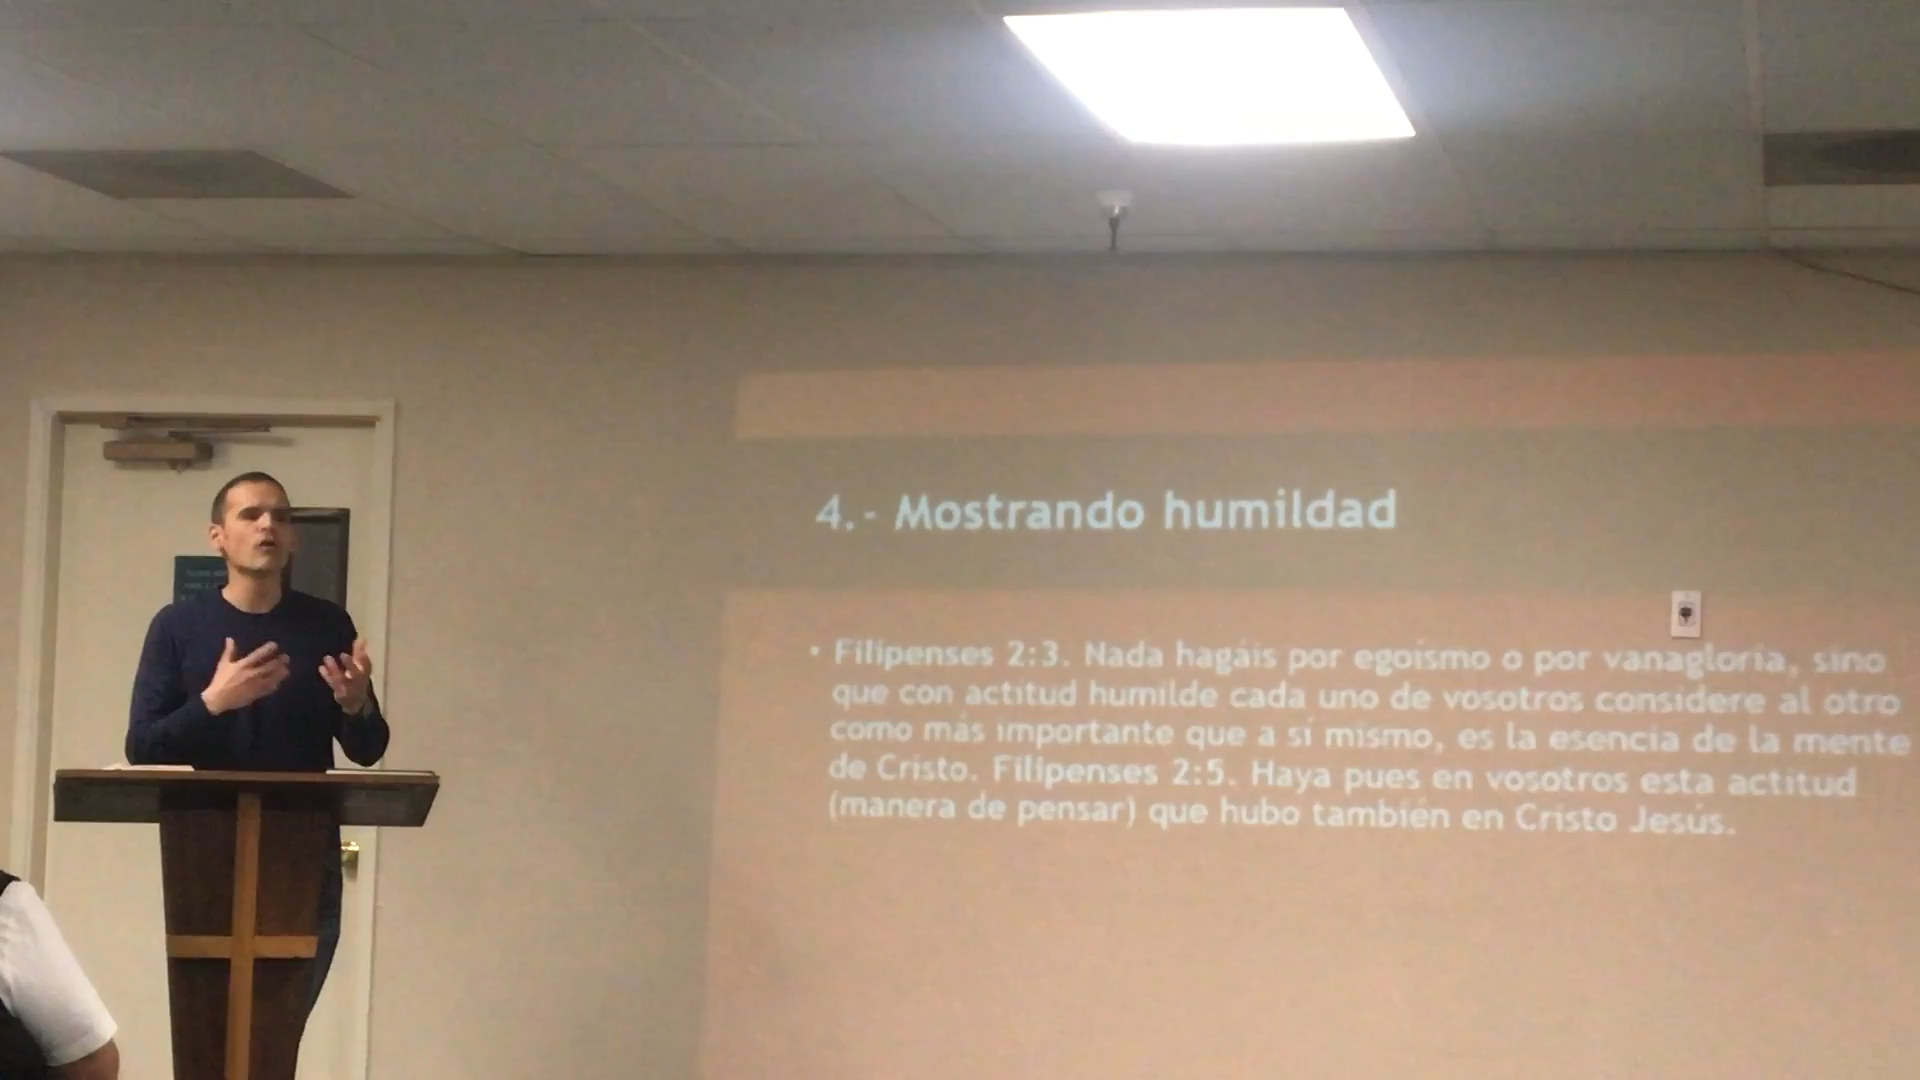 4.- Mostrando humildad
• Filipenses 2:3. Nada hagáis por egoísmo o por vanagloria, sino
que con actitud humilde cada uno de vosotros considere al otro
como más importante que a sí mismo, es la esencia de la mente
de Cristo. Filipenses 2:5. Haya pues en vosotros esta actitud
(manera de pensar) que hubo también en Cristo Jesús.